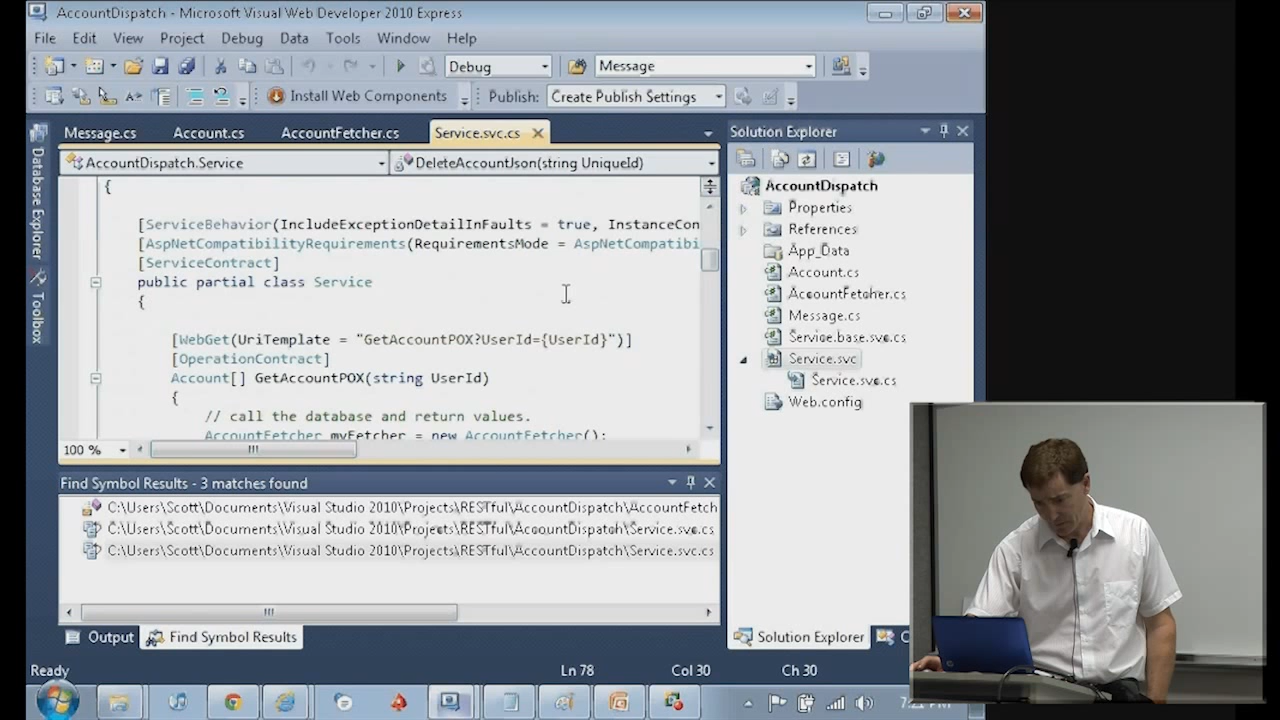 AccountDispatch - Microsoft Visual Web Developer 2010 Express
File Edit View Project Debug Data Tools Window Help
Debug Message
Install Web Components Publish: Create Publish Settings
Database Explorer
Toolbox
Message.cs Account.cs AccountFetcher.cs Service.svc.cs
AccountDispatch.Service DeleteAccountJson(string UniqueId)
{
[ServiceBehavior(IncludeExceptionDetailInFaults = true, InstanceCon
[AspNetCompatibilityRequirements(RequirementsMode = AspNetCompatibi
[ServiceContract]
public partial class Service
{
[WebGet(UriTemplate = "GetAccountPOX?UserId={UserId}")]
[OperationContract]
Account[] GetAccountPOX(string UserId)
{
// call the database and return values.
AccountFetcher myFetcher = new AccountFetcher();
100 %
Find Symbol Results - 3 matches found
C:\Users\Scott\Documents\Visual Studio 2010\Projects\RESTful\AccountDispatch\AccountFetch
C:\Users\Scott\Documents\Visual Studio 2010\Projects\RESTful\AccountDispatch\Service.svc.cs
C:\Users\Scott\Documents\Visual Studio 2010\Projects\RESTful\AccountDispatch\Service.svc.cs
Output Find Symbol Results
Solution Explorer
AccountDispatch
Properties
References
App_Data
Account.cs
AccountFetcher.cs
Message.cs
Service.base.svc.cs
Service.svc
Service.svc.cs
Web.config
Solution Explorer C
Ready Ln 78 Col 30 Ch 30